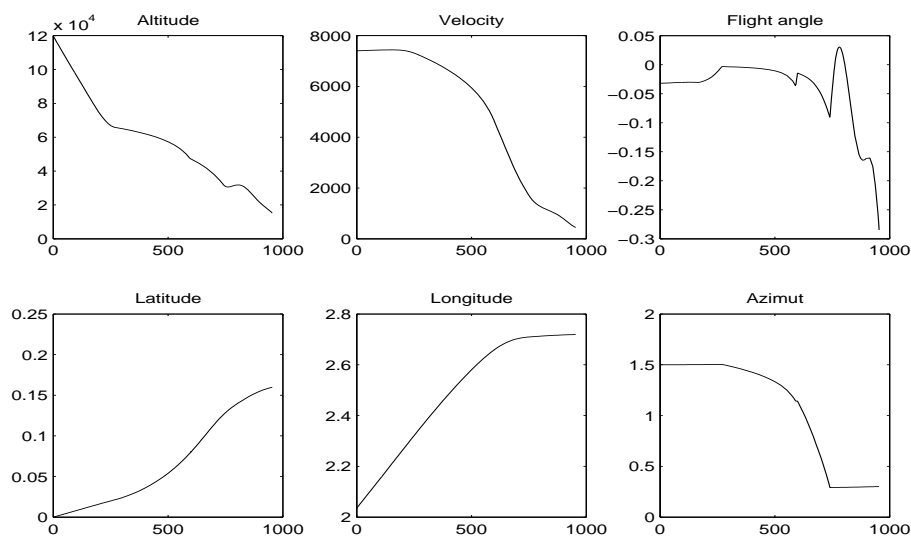 Altitude
x 10^4
12
10
8
6
4
2
0
0 500 1000
Velocity
8000
6000
4000
2000
0
0 500 1000
Flight angle
0.05
0
−0.05
−0.1
−0.15
−0.2
−0.25
−0.3
0 500 1000
Latitude
0.25
0.2
0.15
0.1
0.05
0
0 500 1000
Longitude
2.8
2.6
2.4
2.2
2
0 500 1000
Azimut
2
1.5
1
0.5
0
0 500 1000